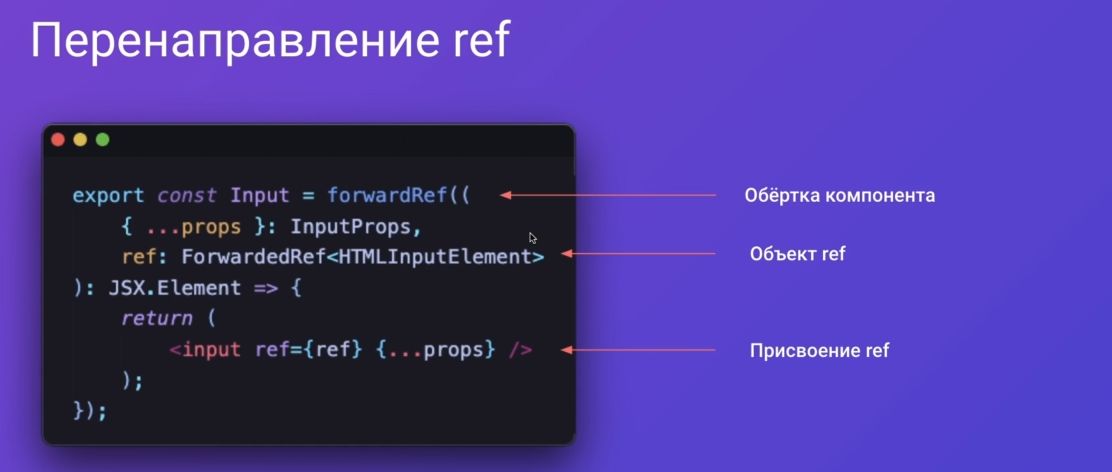 Перенаправление ref
export const Input = forwardRef((
Обёртка компонента
{ ...props }: InputProps,
ref: ForwardedRef<HTMLInputElement>
Объект ref
): JSX.Element => {
return (
<input ref={ref} {...props} />
Присвоение ref
);
});